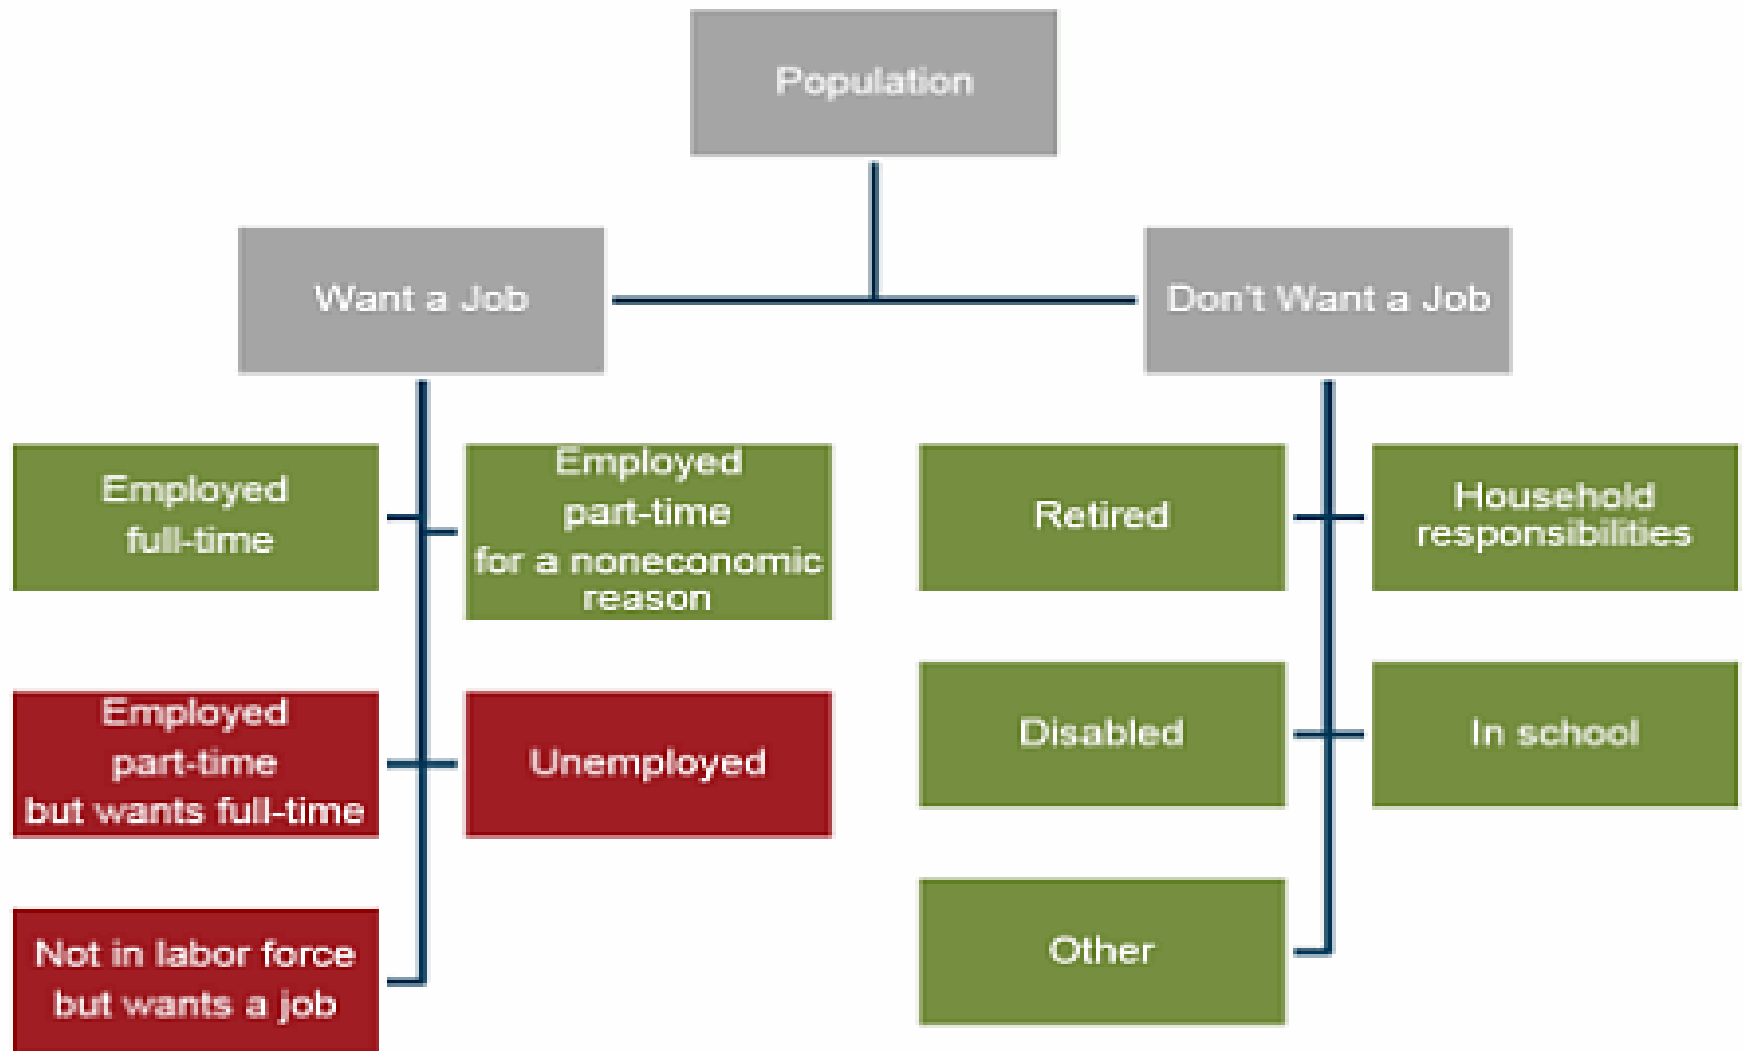 Population
Want a Job
Don't Want a Job
Employed
full-time
Employed
part-time
for a noneconomic
reason
Retired
Household
responsibilities
Employed
part-time
but wants full-time
Unemployed
Disabled
In school
Not in labor force
but wants a job
Other